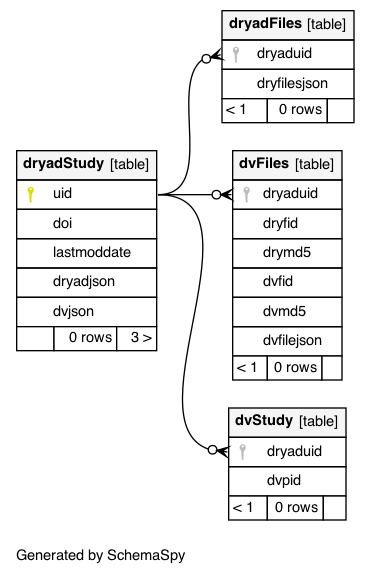 dryadFiles [table]
dryaduid
dryfilesjson
< 1 0 rows
dryadStudy [table]
uid
doi
lastmoddate
dryadjson
dvjson
0 rows 3 >
dvFiles [table]
dryaduid
dryfid
drymd5
dvfid
dvmd5
dvfilejson
< 1 0 rows
dvStudy [table]
dryaduid
dvpid
< 1 0 rows
Generated by SchemaSpy